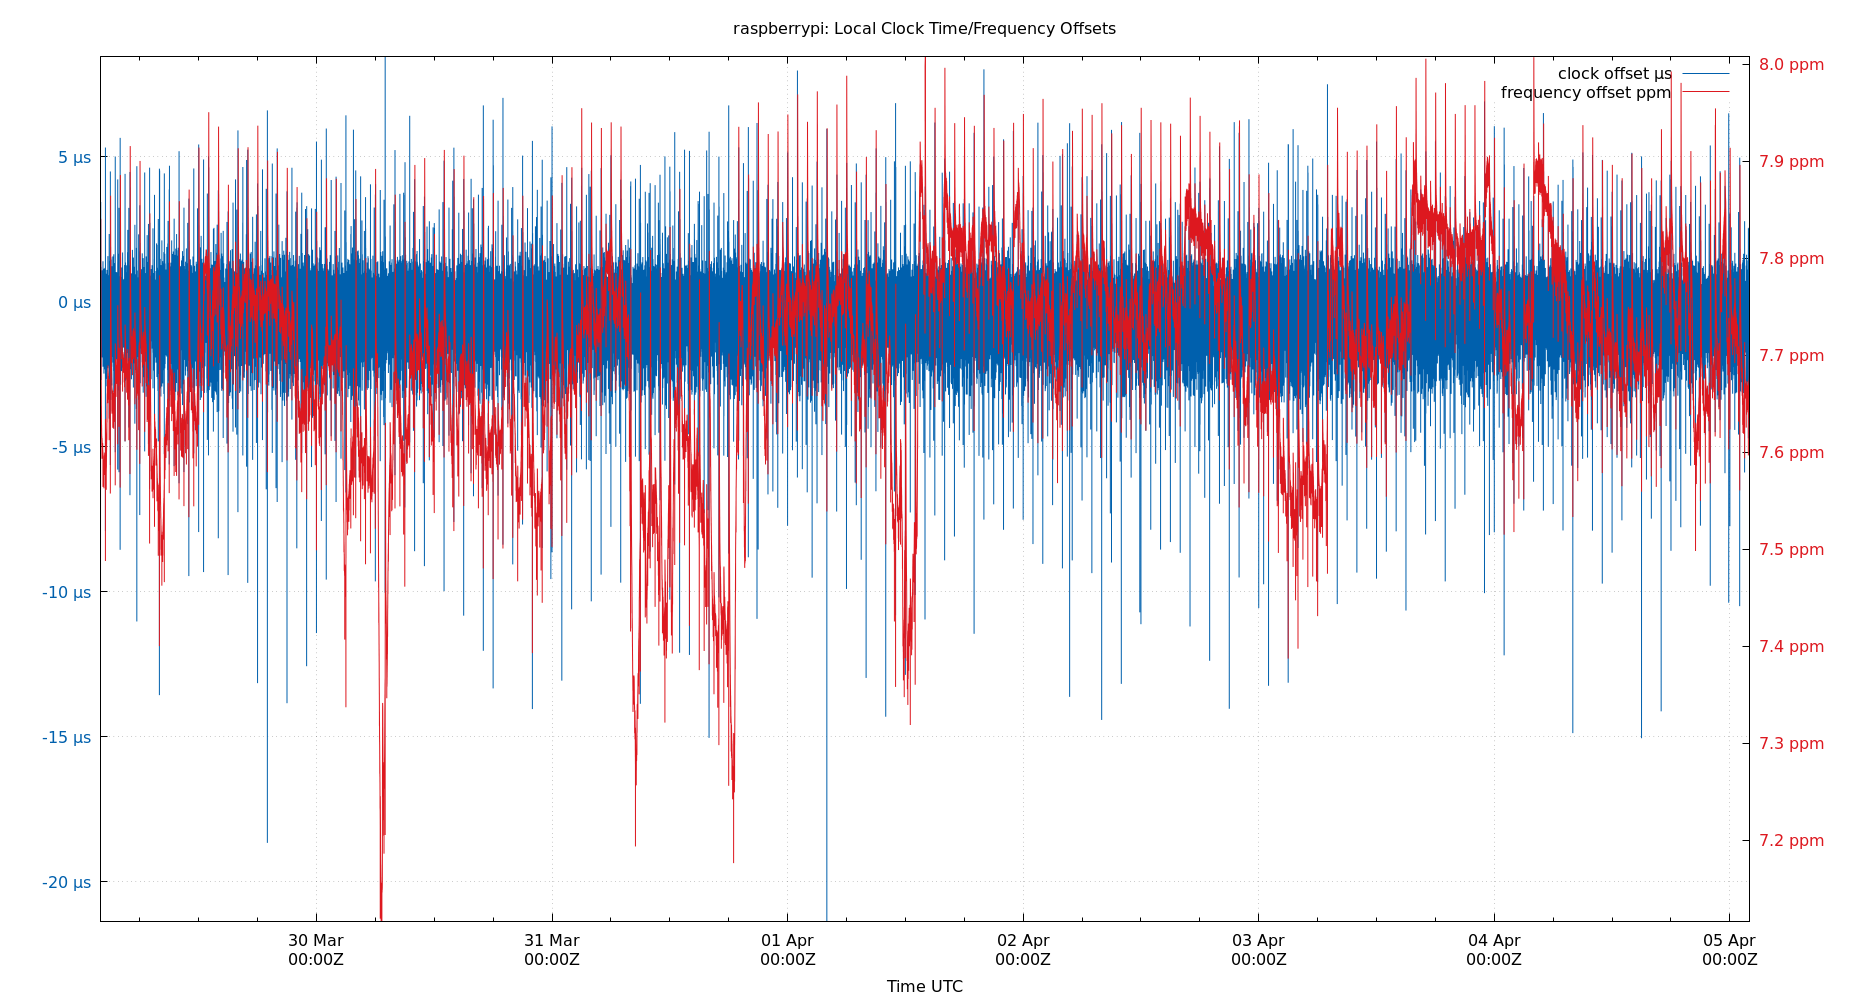 raspberrypi: Local Clock Time/Frequency Offsets
clock offset µs
frequency offset ppm
5 µs
0 µs
-5 µs
-10 µs
-15 µs
-20 µs
8.0 ppm
7.9 ppm
7.8 ppm
7.7 ppm
7.6 ppm
7.5 ppm
7.4 ppm
7.3 ppm
7.2 ppm
30 Mar 31 Mar 01 Apr 02 Apr 03 Apr 04 Apr 05 Apr
00:00Z 00:00Z 00:00Z 00:00Z 00:00Z 00:00Z 00:00Z
Time UTC